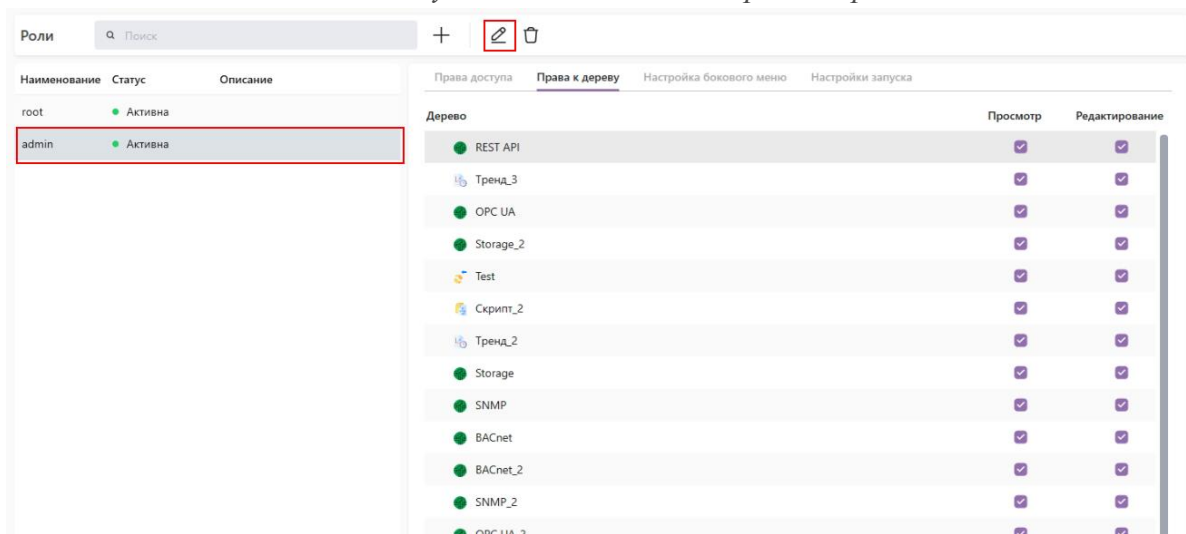 Роли Поиск
Наименование Статус Описание Права доступа Права к дереву Настройка бокового меню Настройки запуска
root Активна Дерево Просмотр Редактирование
admin Активна REST API
Тренд_3
OPC UA
Storage_2
Test
Скрипт_2
Тренд_2
Storage
SNMP
BACnet
BACnet_2
SNMP_2